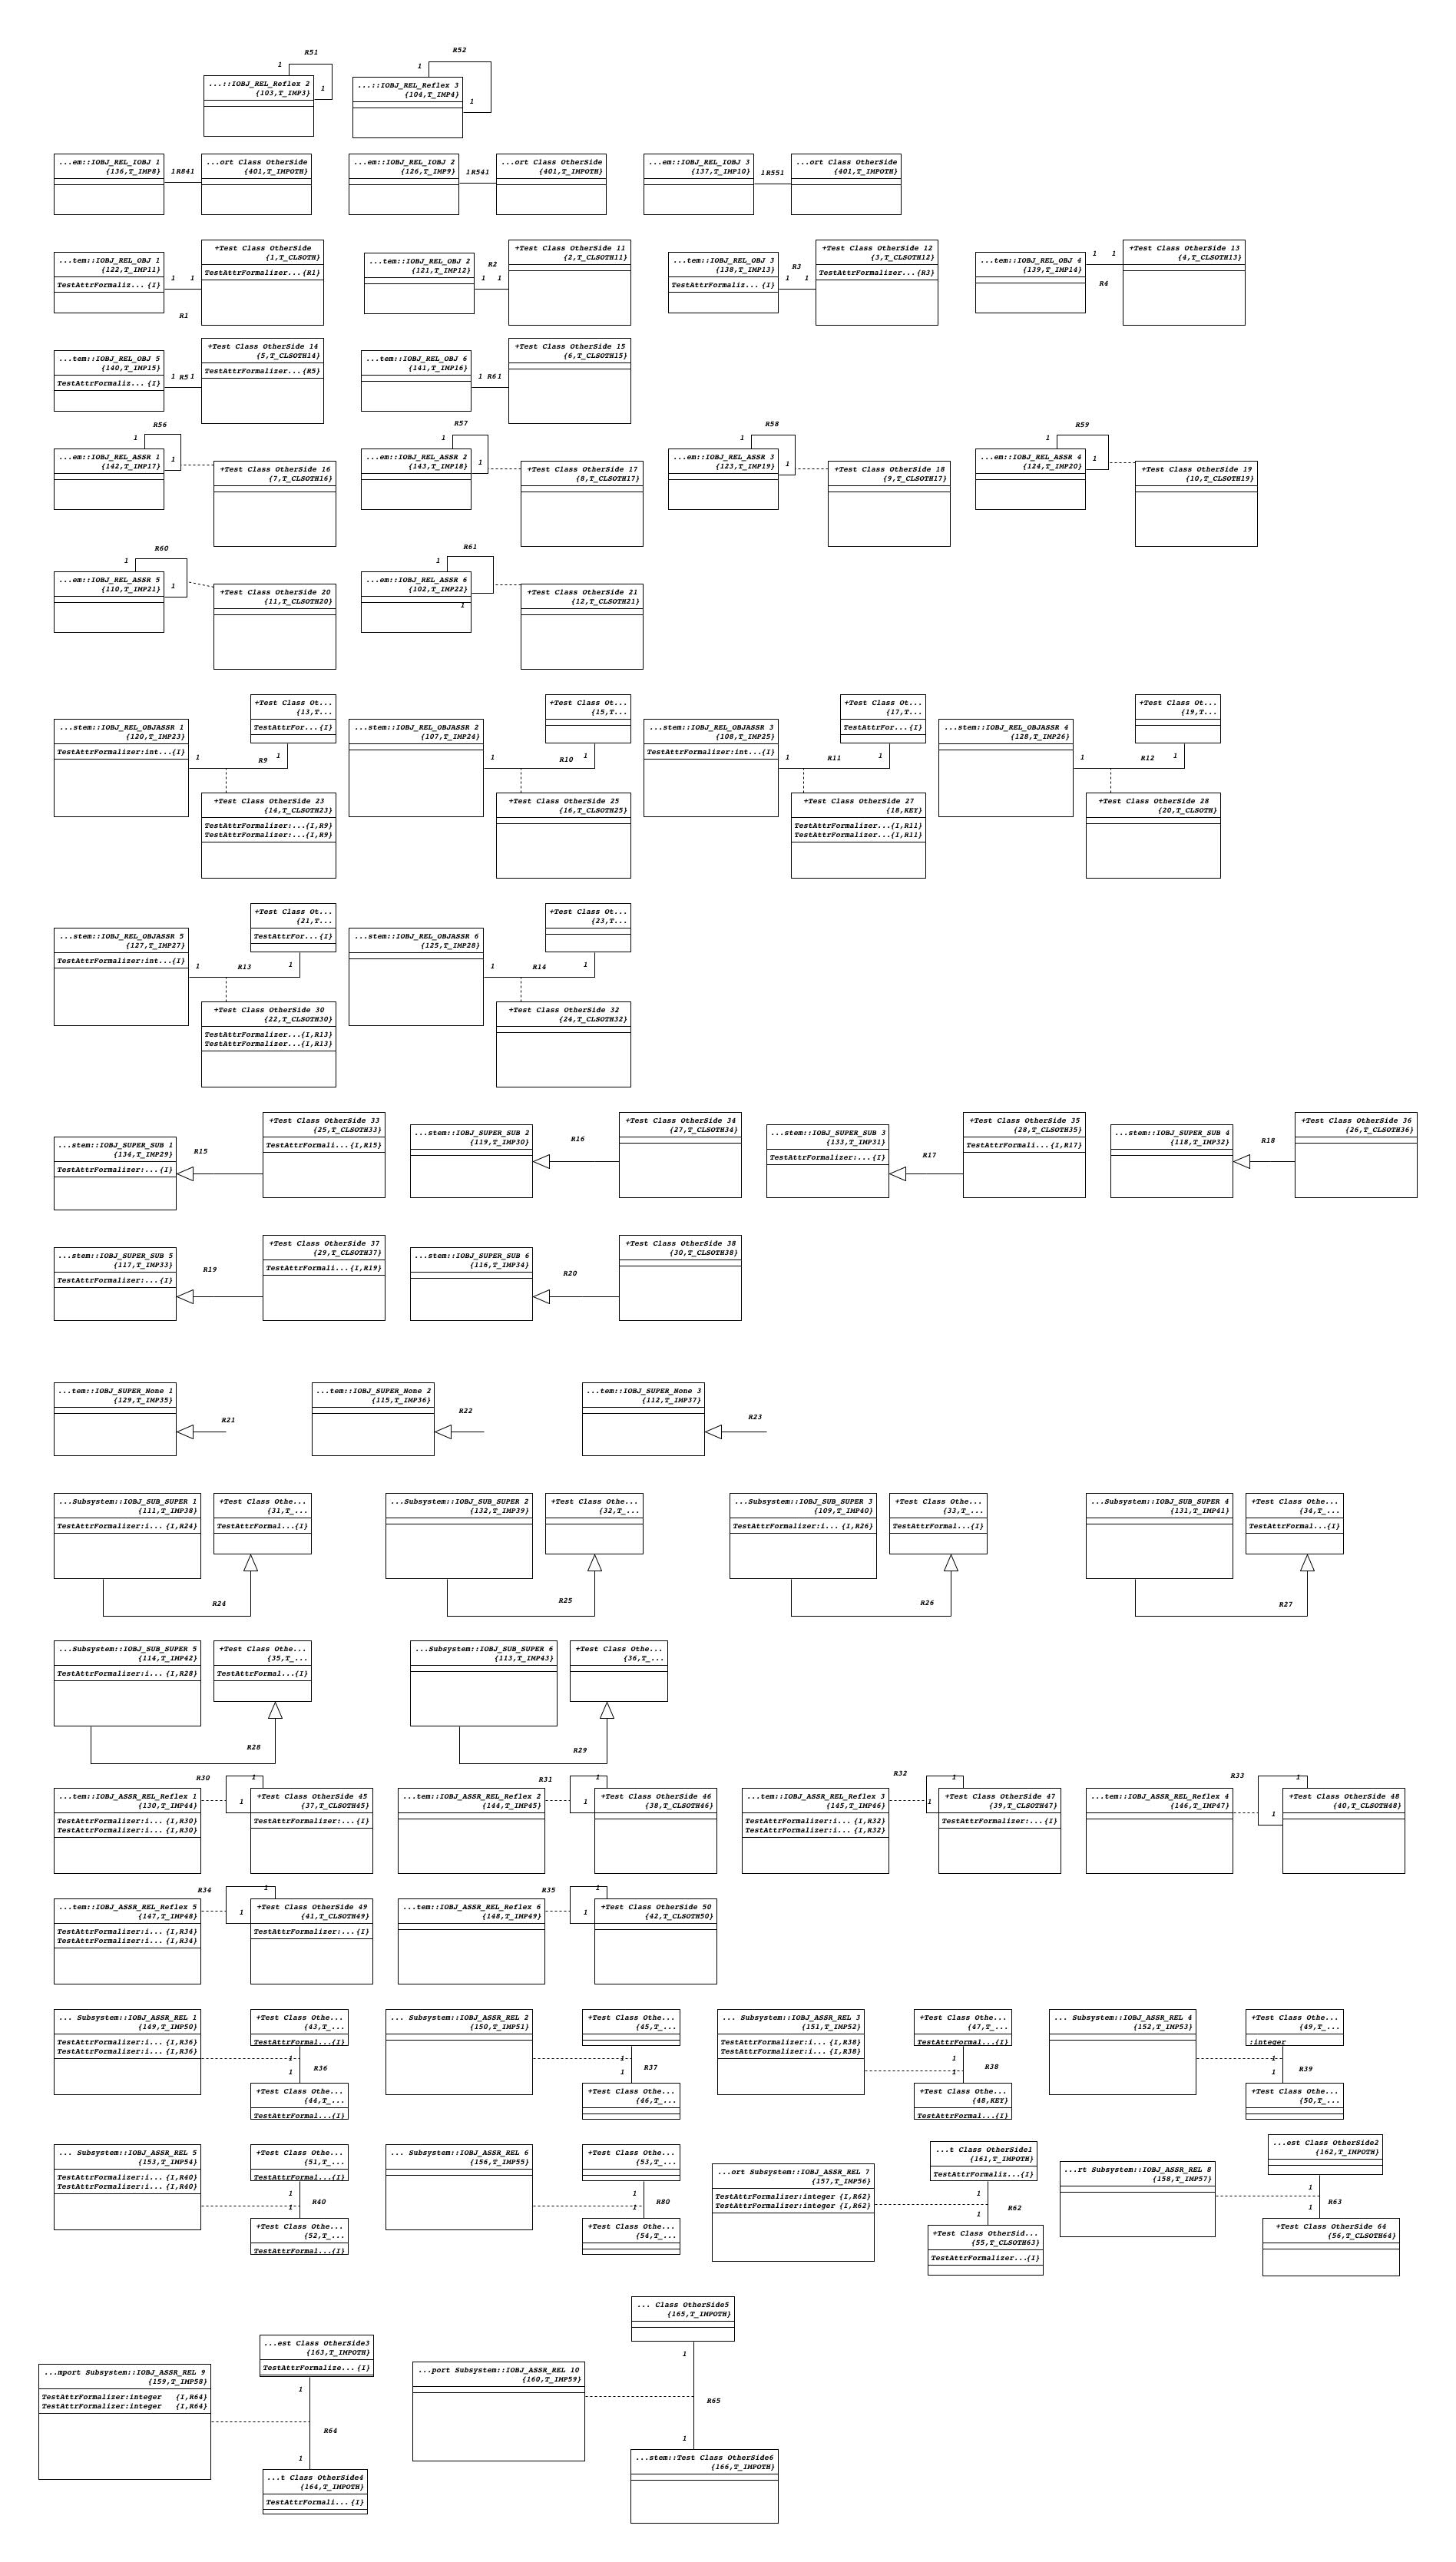 R51
R52
1
1
...::IOBJ_REL_Reflex 2
{103,T_IMP3}
1
...::IOBJ_REL_Reflex 3
{104,T_IMP4}
1
...em::IOBJ_REL_IOBJ 1
{136,T_IMP8}
1R841
...ort Class OtherSide
{401,T_IMPOTH}
...em::IOBJ_REL_IOBJ 2
{126,T_IMP9}
1R541
...ort Class OtherSide
{401,T_IMPOTH}
...em::IOBJ_REL_IOBJ 3
{137,T_IMP10}
1R551
...ort Class OtherSide
{401,T_IMPOTH}
...tem::IOBJ_REL_OBJ 1
{122,T_IMP11}
TestAttrFormaliz... {I}
1 1
R1
+Test Class OtherSide
{1,T_CLSOTH}
TestAttrFormalizer... {R1}
...tem::IOBJ_REL_OBJ 2
{121,T_IMP12}
R2
1 1
+Test Class OtherSide 11
{2,T_CLSOTH11}
...tem::IOBJ_REL_OBJ 3
{138,T_IMP13}
TestAttrFormaliz... {I}
R3
1 1
+Test Class OtherSide 12
{3,T_CLSOTH12}
TestAttrFormalizer... {R3}
...tem::IOBJ_REL_OBJ 4
{139,T_IMP14}
1 1
R4
+Test Class OtherSide 13
{4,T_CLSOTH13}
...tem::IOBJ_REL_OBJ 5
{140,T_IMP15}
TestAttrFormaliz... {I}
1 R51
+Test Class OtherSide 14
{5,T_CLSOTH14}
TestAttrFormalizer... {R5}
...tem::IOBJ_REL_OBJ 6
{141,T_IMP16}
1 R61
+Test Class OtherSide 15
{6,T_CLSOTH15}
R56
1
...em::IOBJ_REL_ASSR 1
{142,T_IMP17}
1
+Test Class OtherSide 16
{7,T_CLSOTH16}
R57
1
...em::IOBJ_REL_ASSR 2
{143,T_IMP18}
1
+Test Class OtherSide 17
{8,T_CLSOTH17}
R58
1
...em::IOBJ_REL_ASSR 3
{123,T_IMP19}
1
+Test Class OtherSide 18
{9,T_CLSOTH17}
R59
1
...em::IOBJ_REL_ASSR 4
{124,T_IMP20}
1
+Test Class OtherSide 19
{10,T_CLSOTH19}
R60
1
...em::IOBJ_REL_ASSR 5
{110,T_IMP21}
1
+Test Class OtherSide 20
{11,T_CLSOTH20}
R61
1
...em::IOBJ_REL_ASSR 6
{102,T_IMP22}
1
+Test Class OtherSide 21
{12,T_CLSOTH21}
...stem::IOBJ_REL_OBJASSR 1
{120,T_IMP23}
TestAttrFormalizer:int...{I}
+Test Class Ot...
{13,T...
TestAttrFor...{I}
1 R9 1
+Test Class OtherSide 23
{14,T_CLSOTH23}
TestAttrFormalizer:...{I,R9}
TestAttrFormalizer:...{I,R9}
...stem::IOBJ_REL_OBJASSR 2
{107,T_IMP24}
+Test Class Ot...
{15,T...
1 R10 1
+Test Class OtherSide 25
{16,T_CLSOTH25}
...stem::IOBJ_REL_OBJASSR 3
{108,T_IMP25}
TestAttrFormalizer:int...{I}
+Test Class Ot...
{17,T...
TestAttrFor...{I}
1 R11 1
+Test Class OtherSide 27
{18,KEY}
TestAttrFormalizer...{I,R11}
TestAttrFormalizer...{I,R11}
...stem::IOBJ_REL_OBJASSR 4
{128,T_IMP26}
+Test Class Ot...
{19,T...
1 R12 1
+Test Class OtherSide 28
{20,T_CLSOTH}
...stem::IOBJ_REL_OBJASSR 5
{127,T_IMP27}
TestAttrFormalizer:int...{I}
+Test Class Ot...
{21,T...
TestAttrFor...{I}
1 R13 1
+Test Class OtherSide 30
{22,T_CLSOTH30}
TestAttrFormalizer...{I,R13}
TestAttrFormalizer...{I,R13}
...stem::IOBJ_REL_OBJASSR 6
{125,T_IMP28}
+Test Class Ot...
{23,T...
1 R14 1
+Test Class OtherSide 32
{24,T_CLSOTH32}
...stem::IOBJ_SUPER_SUB 1
{134,T_IMP29}
TestAttrFormalizer:...{I}
R15
+Test Class OtherSide 33
{25,T_CLSOTH33}
TestAttrFormali...{I,R15}
...stem::IOBJ_SUPER_SUB 2
{119,T_IMP30}
R16
+Test Class OtherSide 34
{27,T_CLSOTH34}
...stem::IOBJ_SUPER_SUB 3
{133,T_IMP31}
TestAttrFormalizer:...{I}
R17
+Test Class OtherSide 35
{28,T_CLSOTH35}
TestAttrFormali...{I,R17}
...stem::IOBJ_SUPER_SUB 4
{118,T_IMP32}
R18
+Test Class OtherSide 36
{26,T_CLSOTH36}
...stem::IOBJ_SUPER_SUB 5
{117,T_IMP33}
TestAttrFormalizer:...{I}
R19
+Test Class OtherSide 37
{29,T_CLSOTH37}
TestAttrFormali...{I,R19}
...stem::IOBJ_SUPER_SUB 6
{116,T_IMP34}
R20
+Test Class OtherSide 38
{30,T_CLSOTH38}
...tem::IOBJ_SUPER_None 1
{129,T_IMP35}
R21
...tem::IOBJ_SUPER_None 2
{115,T_IMP36}
R22
...tem::IOBJ_SUPER_None 3
{112,T_IMP37}
R23
...Subsystem::IOBJ_SUB_SUPER 1
{111,T_IMP38}
TestAttrFormalizer:i... {I,R24}
+Test Class Othe...
{31,T_...
TestAttrFormal...{I}
R24
...Subsystem::IOBJ_SUB_SUPER 2
{132,T_IMP39}
+Test Class Othe...
{32,T_...
R25
...Subsystem::IOBJ_SUB_SUPER 3
{109,T_IMP40}
TestAttrFormalizer:i... {I,R26}
+Test Class Othe...
{33,T_...
TestAttrFormal...{I}
R26
...Subsystem::IOBJ_SUB_SUPER 4
{131,T_IMP41}
+Test Class Othe...
{34,T_...
TestAttrFormal...{I}
R27
...Subsystem::IOBJ_SUB_SUPER 5
{114,T_IMP42}
TestAttrFormalizer:i... {I,R28}
+Test Class Othe...
{35,T_...
TestAttrFormal...{I}
R28
...Subsystem::IOBJ_SUB_SUPER 6
{113,T_IMP43}
+Test Class Othe...
{36,T_...
R29
R30
1
...tem::IOBJ_ASSR_REL_Reflex 1
{130,T_IMP44}
TestAttrFormalizer:i... {I,R30}
TestAttrFormalizer:i... {I,R30}
1
+Test Class OtherSide 45
{37,T_CLSOTH45}
TestAttrFormalizer:...{I}
R31
1
...tem::IOBJ_ASSR_REL_Reflex 2
{144,T_IMP45}
1
+Test Class OtherSide 46
{38,T_CLSOTH46}
R32
1
...tem::IOBJ_ASSR_REL_Reflex 3
{145,T_IMP46}
TestAttrFormalizer:i... {I,R32}
TestAttrFormalizer:i... {I,R32}
1
+Test Class OtherSide 47
{39,T_CLSOTH47}
TestAttrFormalizer:...{I}
R33
1
...tem::IOBJ_ASSR_REL_Reflex 4
{146,T_IMP47}
1
+Test Class OtherSide 48
{40,T_CLSOTH48}
R34
1
...tem::IOBJ_ASSR_REL_Reflex 5
{147,T_IMP48}
TestAttrFormalizer:i... {I,R34}
TestAttrFormalizer:i... {I,R34}
1
+Test Class OtherSide 49
{41,T_CLSOTH49}
TestAttrFormalizer:...{I}
R35
1
...tem::IOBJ_ASSR_REL_Reflex 6
{148,T_IMP49}
1
+Test Class OtherSide 50
{42,T_CLSOTH50}
... Subsystem::IOBJ_ASSR_REL 1
{149,T_IMP50}
TestAttrFormalizer:i... {I,R36}
TestAttrFormalizer:i... {I,R36}
+Test Class Othe...
{43,T_...
TestAttrFormal...{I}
1
1
R36
+Test Class Othe...
{44,T_...
TestAttrFormal...{I}
... Subsystem::IOBJ_ASSR_REL 2
{150,T_IMP51}
+Test Class Othe...
{45,T_...
1
1
R37
+Test Class Othe...
{46,T_...
... Subsystem::IOBJ_ASSR_REL 3
{151,T_IMP52}
TestAttrFormalizer:i... {I,R38}
TestAttrFormalizer:i... {I,R38}
+Test Class Othe...
{47,T_...
TestAttrFormal...{I}
1
1
R38
+Test Class Othe...
{48,KEY}
TestAttrFormal...{I}
... Subsystem::IOBJ_ASSR_REL 4
{152,T_IMP53}
+Test Class Othe...
{49,T_...
:integer
1
1
R39
+Test Class Othe...
{50,T_...
... Subsystem::IOBJ_ASSR_REL 5
{153,T_IMP54}
TestAttrFormalizer:i... {I,R40}
TestAttrFormalizer:i... {I,R40}
+Test Class Othe...
{51,T_...
TestAttrFormal...{I}
1
1
R40
+Test Class Othe...
{52,T_...
TestAttrFormal...{I}
... Subsystem::IOBJ_ASSR_REL 6
{156,T_IMP55}
+Test Class Othe...
{53,T_...
1
1
R80
+Test Class Othe...
{54,T_...
...ort Subsystem::IOBJ_ASSR_REL 7
{157,T_IMP56}
TestAttrFormalizer:integer {I,R62}
TestAttrFormalizer:integer {I,R62}
...t Class OtherSide1
{161,T_IMPOTH}
TestAttrFormaliz...{I}
1
1
R62
+Test Class OtherSid...
{55,T_CLSOTH63}
TestAttrFormalizer...{I}
...rt Subsystem::IOBJ_ASSR_REL 8
{158,T_IMP57}
...est Class OtherSide2
{162,T_IMPOTH}
1
1
R63
+Test Class OtherSide 64
{56,T_CLSOTH64}
...mport Subsystem::IOBJ_ASSR_REL 9
{159,T_IMP58}
TestAttrFormalizer:integer {I,R64}
TestAttrFormalizer:integer {I,R64}
...est Class OtherSide3
{163,T_IMPOTH}
TestAttrFormalize... {I}
1
R64
1
...t Class OtherSide4
{164,T_IMPOTH}
TestAttrFormali... {I}
...port Subsystem::IOBJ_ASSR_REL 10
{160,T_IMP59}
... Class OtherSide5
{165,T_IMPOTH}
1
R65
1
...stem::Test Class OtherSide6
{166,T_IMPOTH}